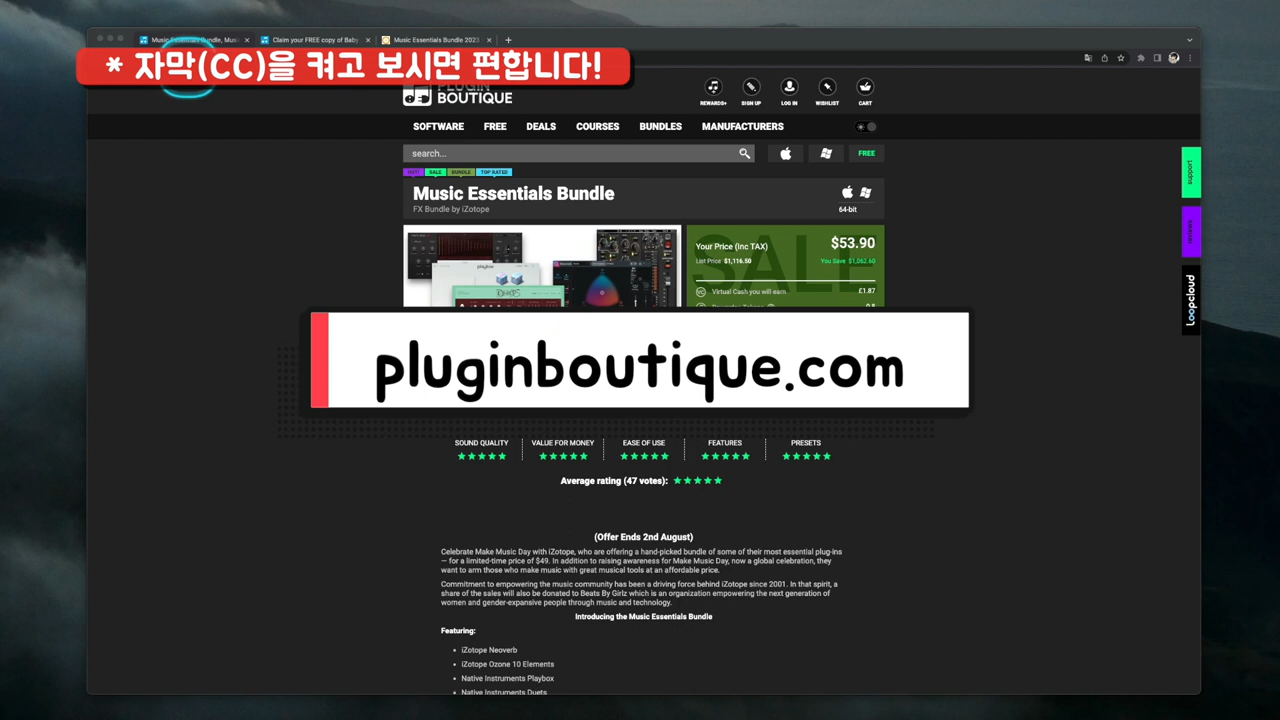 Music Essentials Bundle, Music
Claim your FREE copy of Baby
Music Essentials Bundle 2023
* 자막(CC)을 켜고 보시면 편합니다!
PLUGIN
BOUTIQUE
REWARDS+
SIGN UP
LOG IN
WISHLIST
CART
SOFTWARE
FREE
DEALS
COURSES
BUNDLES
MANUFACTURERS
search...
FREE
HOT!
SALE
BUNDLE
TOP RATED
Music Essentials Bundle
FX Bundle by iZotope
64-bit
SALE
Your Price (Inc TAX)
$53.90
List Price $1,116.50
You Save $1,062.60
Virtual Cash you will earn.
£1.87
support
reviews
Loopcloud
pluginboutique.com
SOUND QUALITY
VALUE FOR MONEY
EASE OF USE
FEATURES
PRESETS
Average rating (47 votes):
(Offer Ends 2nd August)
Celebrate Make Music Day with iZotope, who are offering a hand-picked bundle of some of their most essential plug-ins
— for a limited-time price of $49. In addition to raising awareness for Make Music Day, now a global celebration, they
want to arm those who make music with great musical tools at an affordable price.
Commitment to empowering the music community has been a driving force behind iZotope since 2001. In that spirit, a
share of the sales will also be donated to Beats By Girlz which is an organization empowering the next generation of
women and gender-expansive people through music and technology.
Introducing the Music Essentials Bundle
Featuring:
• iZotope Neoverb
• iZotope Ozone 10 Elements
• Native Instruments Playbox
• Native Instruments Duets